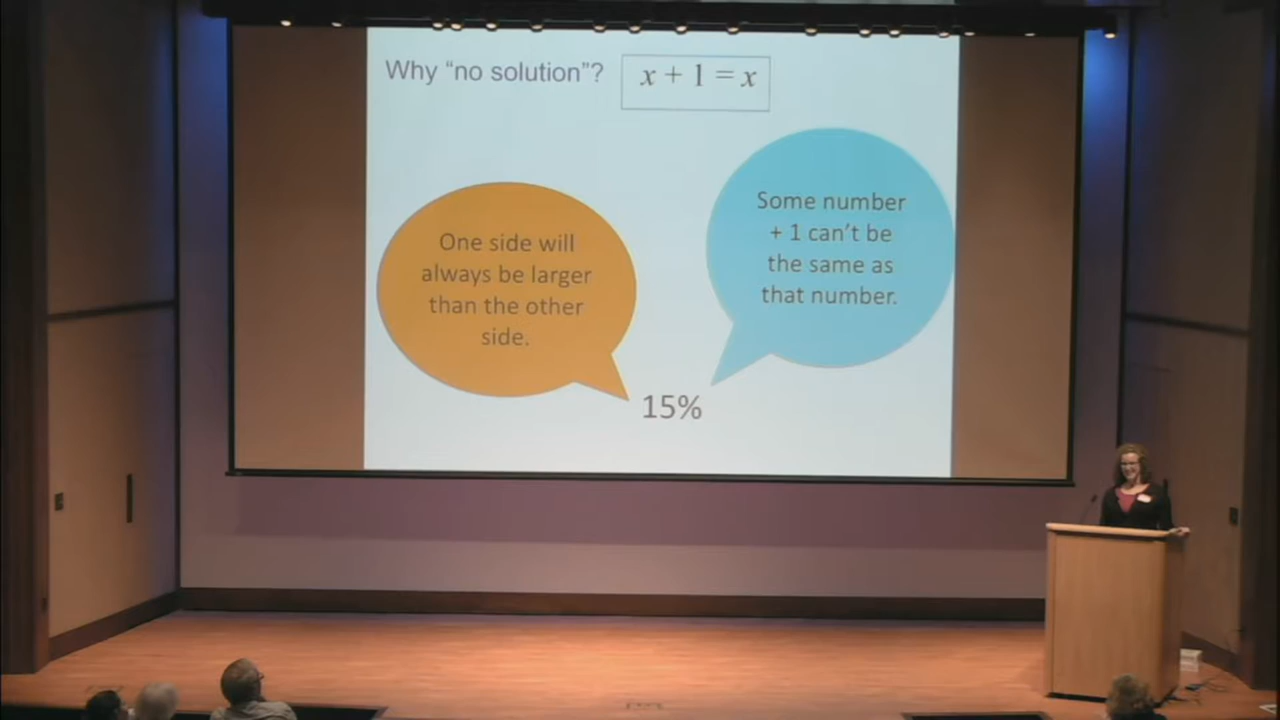 Why “no solution”? x + 1 = x
One side will
always be larger
than the other
side.
Some number
+ 1 can’t be
the same as
that number.
15%